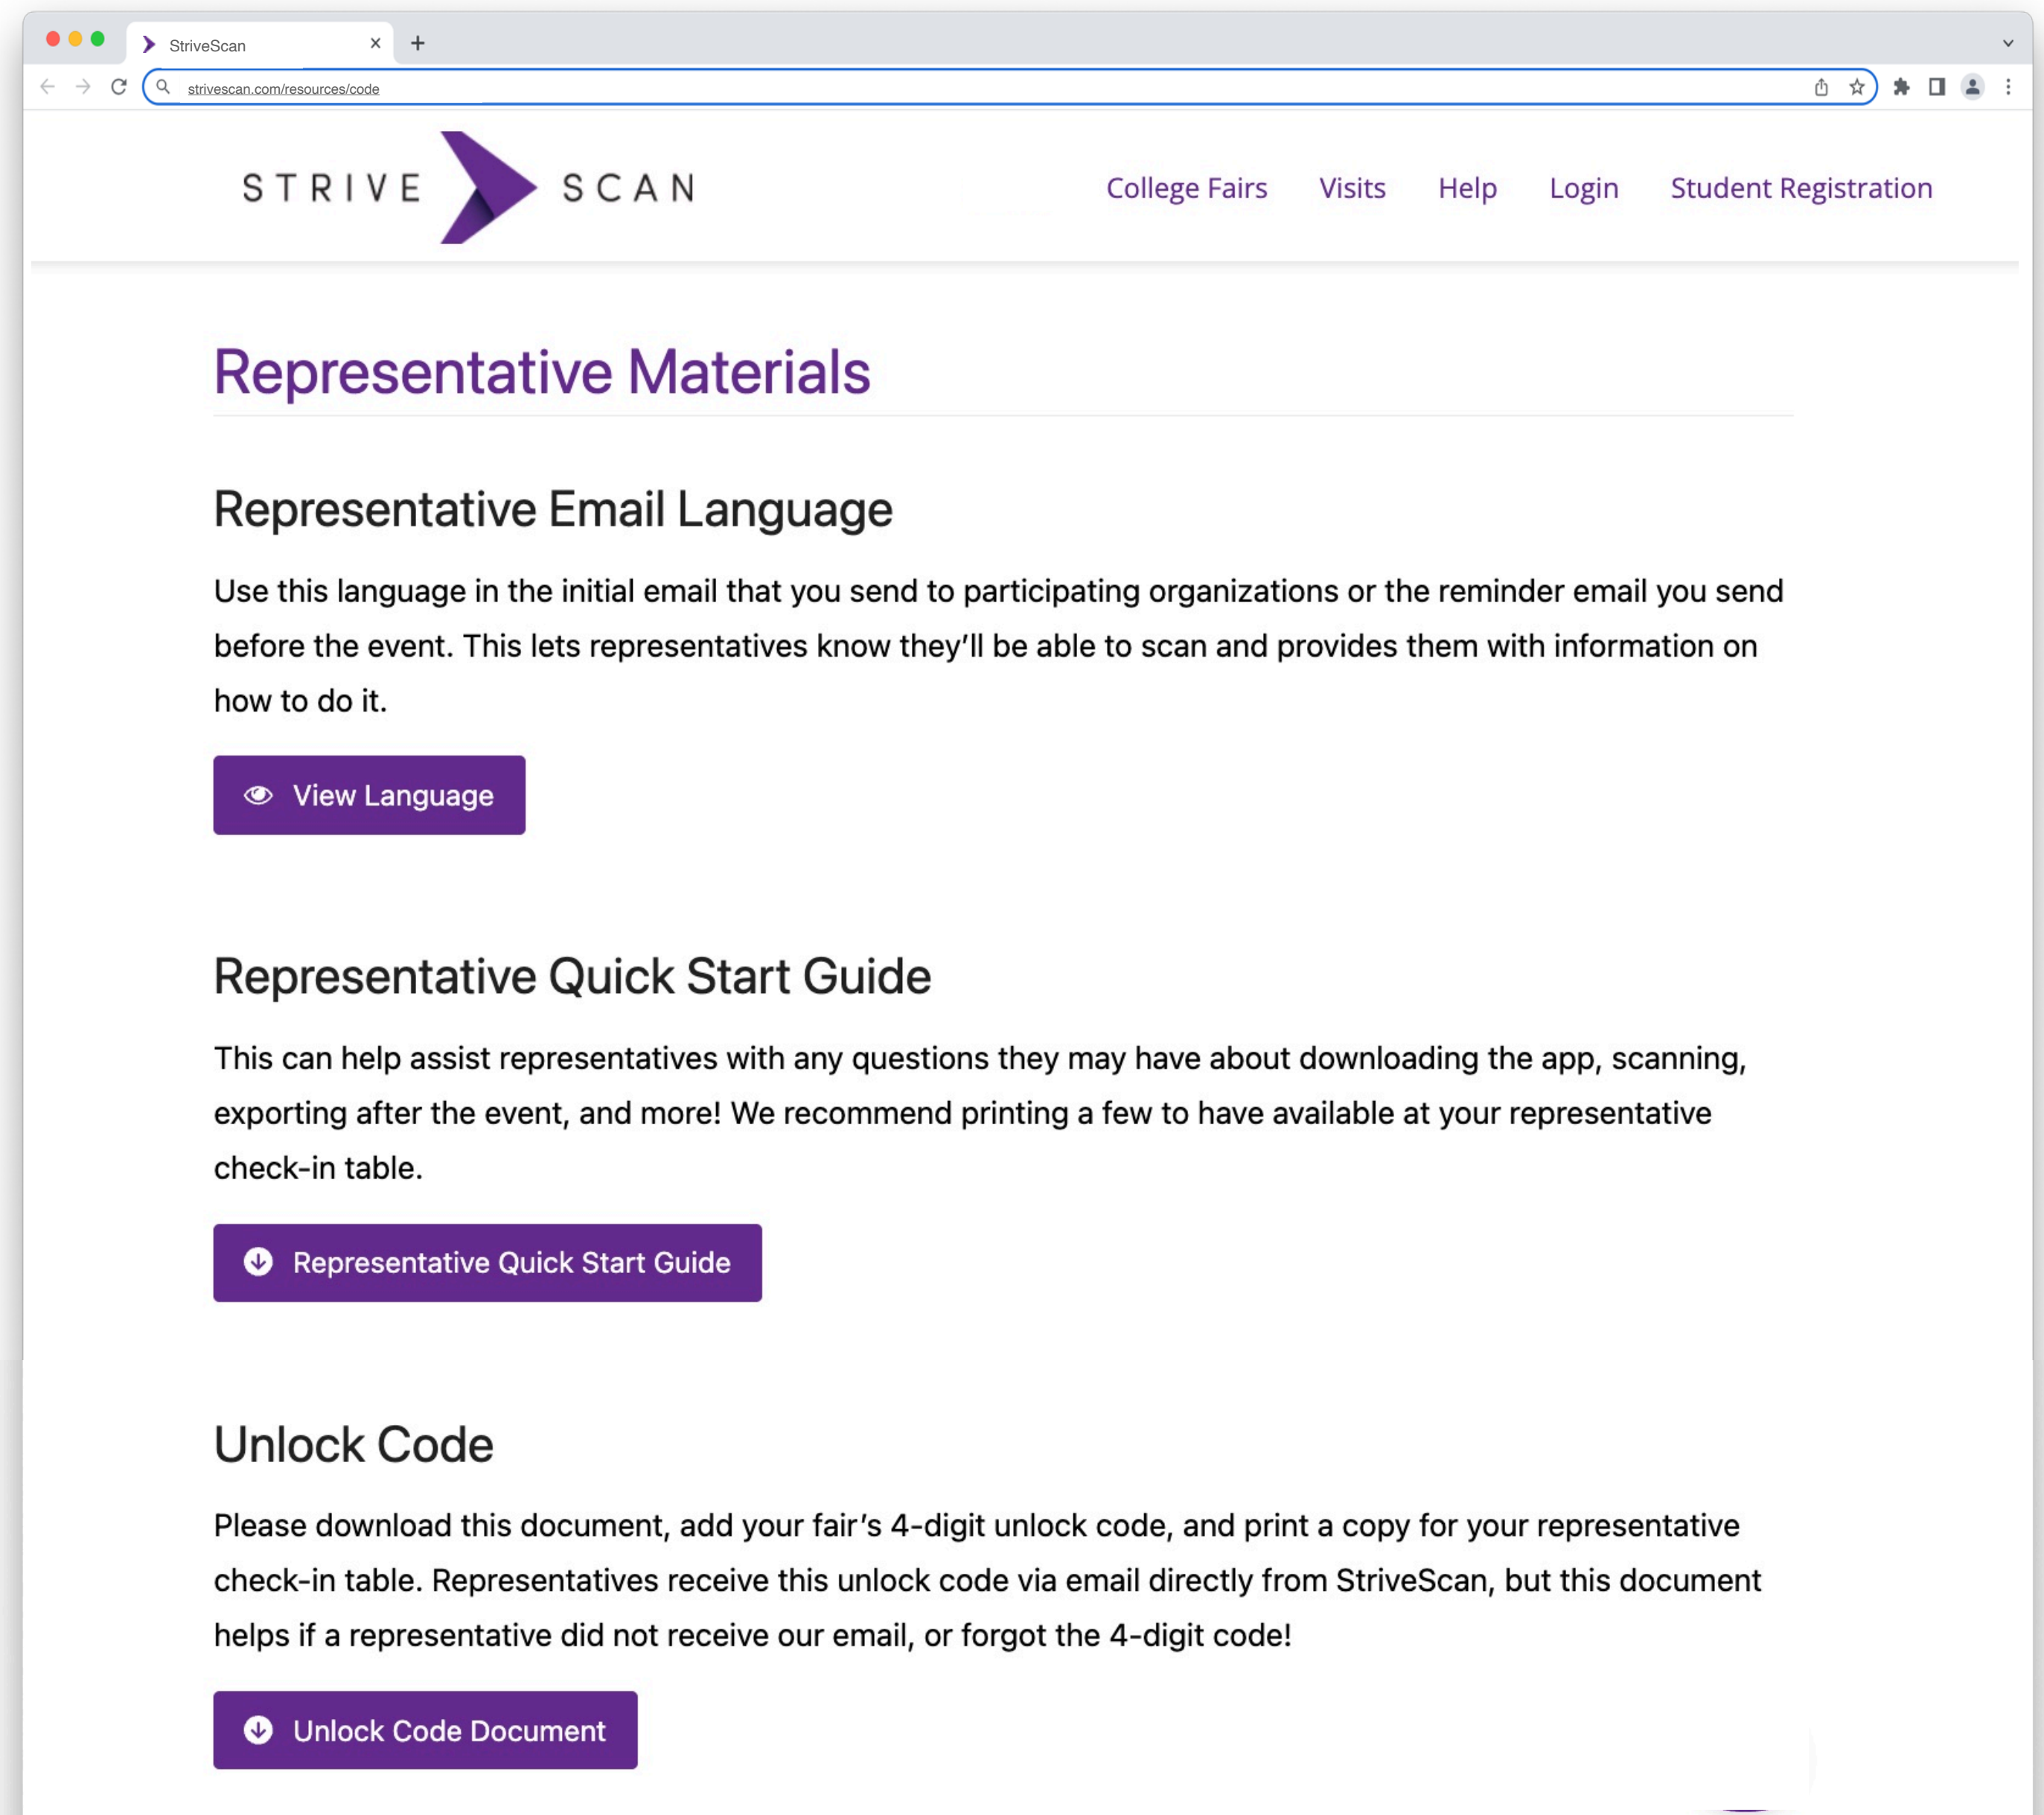 StriveScan
strivescan.com/resources/code
STRIVE SCAN
College Fairs Visits Help Login Student Registration
Representative Materials
Representative Email Language
Use this language in the initial email that you send to participating organizations or the reminder email you send
before the event. This lets representatives know they’ll be able to scan and provides them with information on
how to do it.
View Language
Representative Quick Start Guide
This can help assist representatives with any questions they may have about downloading the app, scanning,
exporting after the event, and more! We recommend printing a few to have available at your representative
check-in table.
Representative Quick Start Guide
Unlock Code
Please download this document, add your fair’s 4-digit unlock code, and print a copy for your representative
check-in table. Representatives receive this unlock code via email directly from StriveScan, but this document
helps if a representative did not receive our email, or forgot the 4-digit code!
Unlock Code Document